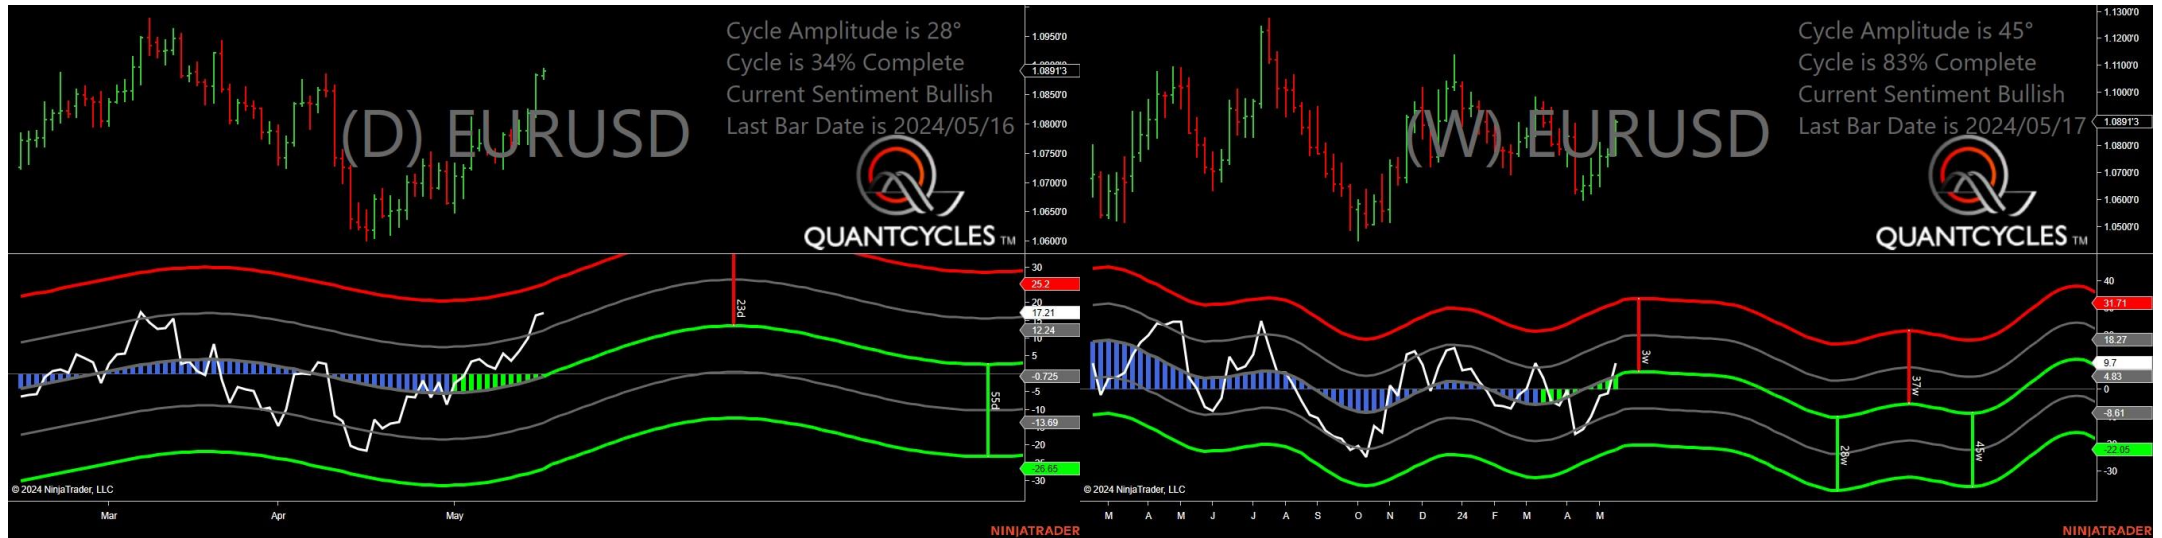 Cycle Amplitude is 28°
Cycle is 34% Complete
Current Sentiment Bullish
Last Bar Date is 2024/05/16
(D) EURUSD
QUANTCYCLES TM
1.0950'0
1.0891'3
1.0850'0
1.0800'0
1.0750'0
1.0700'0
1.0650'0
1.0600'0
30
25.2
20
17.21
12.24
10
5
-0.725
-5
-10
-13.69
-20
-26.65
-30
23d
55d
© 2024 NinjaTrader, LLC
Mar Apr May
NINJATRADER
Cycle Amplitude is 45°
Cycle is 83% Complete
Current Sentiment Bullish
Last Bar Date is 2024/05/17
(W) EURUSD
QUANTCYCLES TM
1.1300'0
1.1200'0
1.1100'0
1.1000'0
1.0891'3
1.0800'0
1.0700'0
1.0600'0
1.0500'0
40
31.71
18.27
9.7
4.83
0
-8.61
-22.05
-30
3w
28w
37w
45w
© 2024 NinjaTrader, LLC
M A M J J A S O N D 24 F M A M
NINJATRADER